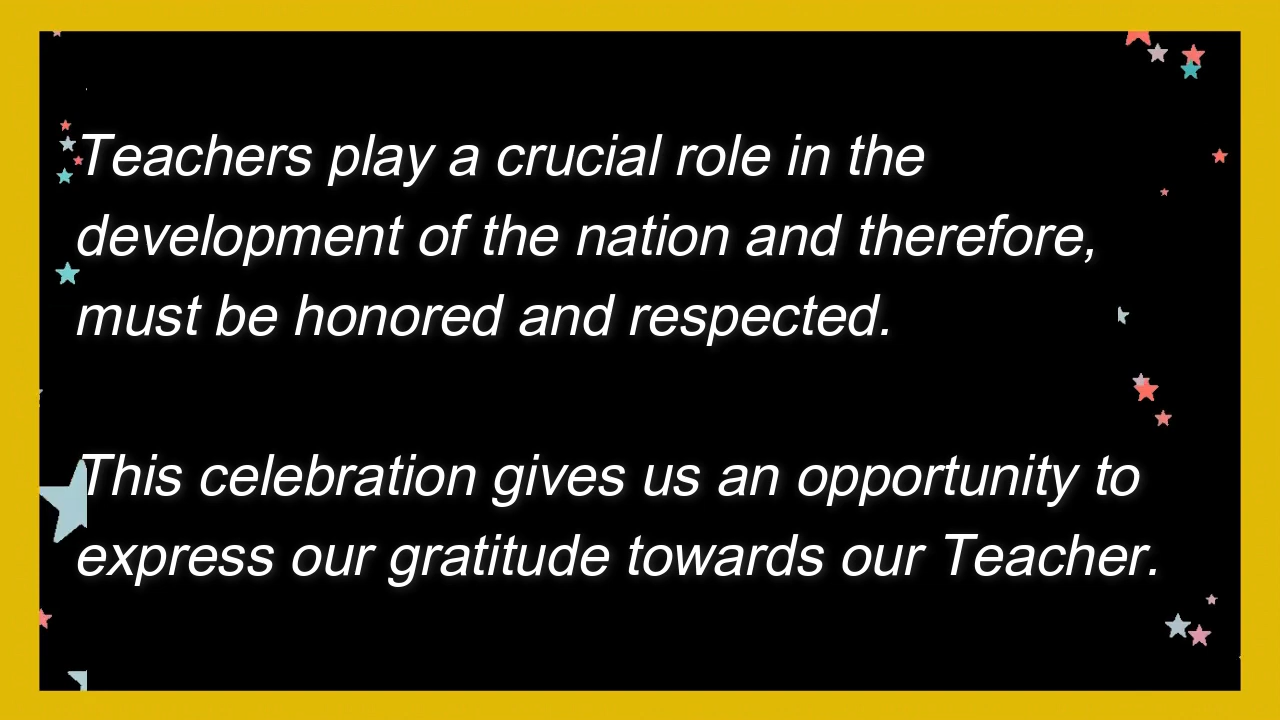 Teachers play a crucial role in the
development of the nation and therefore,
must be honored and respected.
This celebration gives us an opportunity to
express our gratitude towards our Teacher.